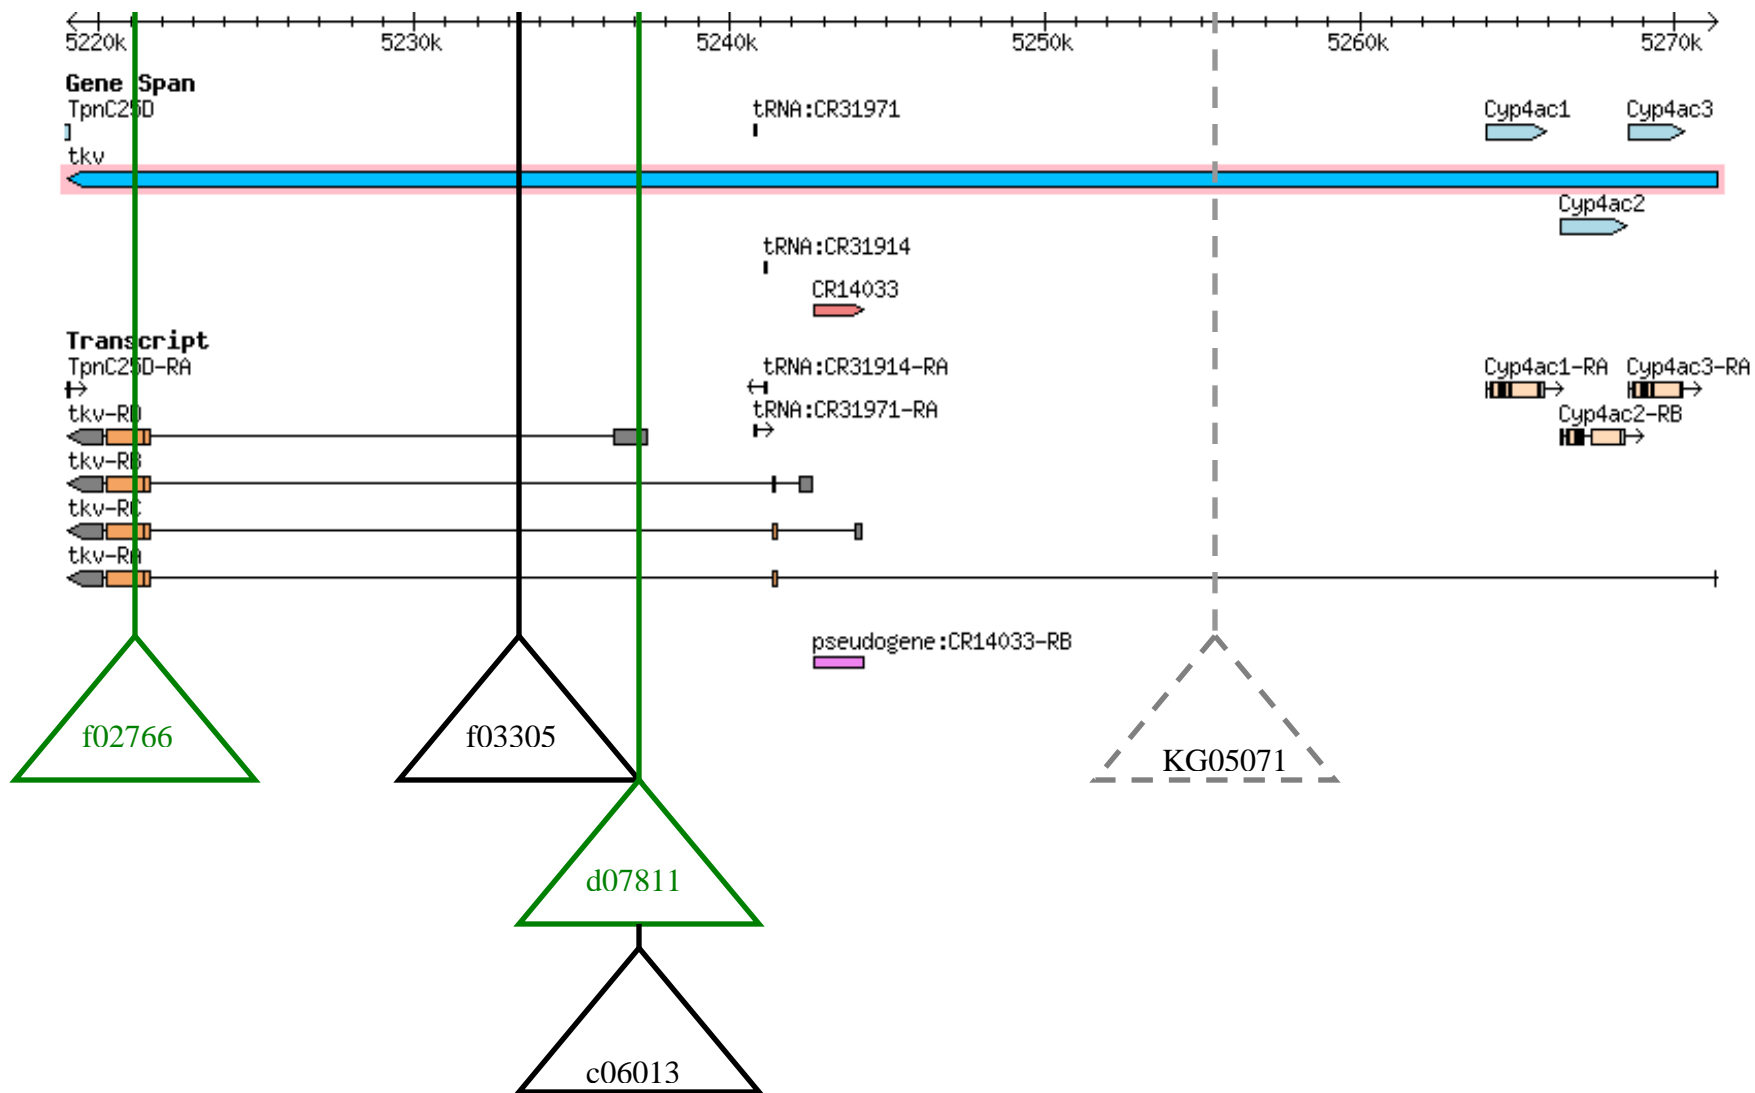 5220k 5230k 5240k 5250k 5260k 5270k
Gene Span
TpnC25D tRNA:CR31971 Cyp4ac1 Cyp4ac3
tkv
Cyp4ac2
tRNA:CR31914
CR14033
Transcript
TpnC25D-RA tRNA:CR31914-RA Cyp4ac1-RA Cyp4ac3-RA
tkv-RD tRNA:CR31971-RA Cyp4ac2-RB
tkv-RB
tkv-RC
tkv-RA
pseudogene:CR14033-RB
f02766 f03305 KG05071
d07811
c06013